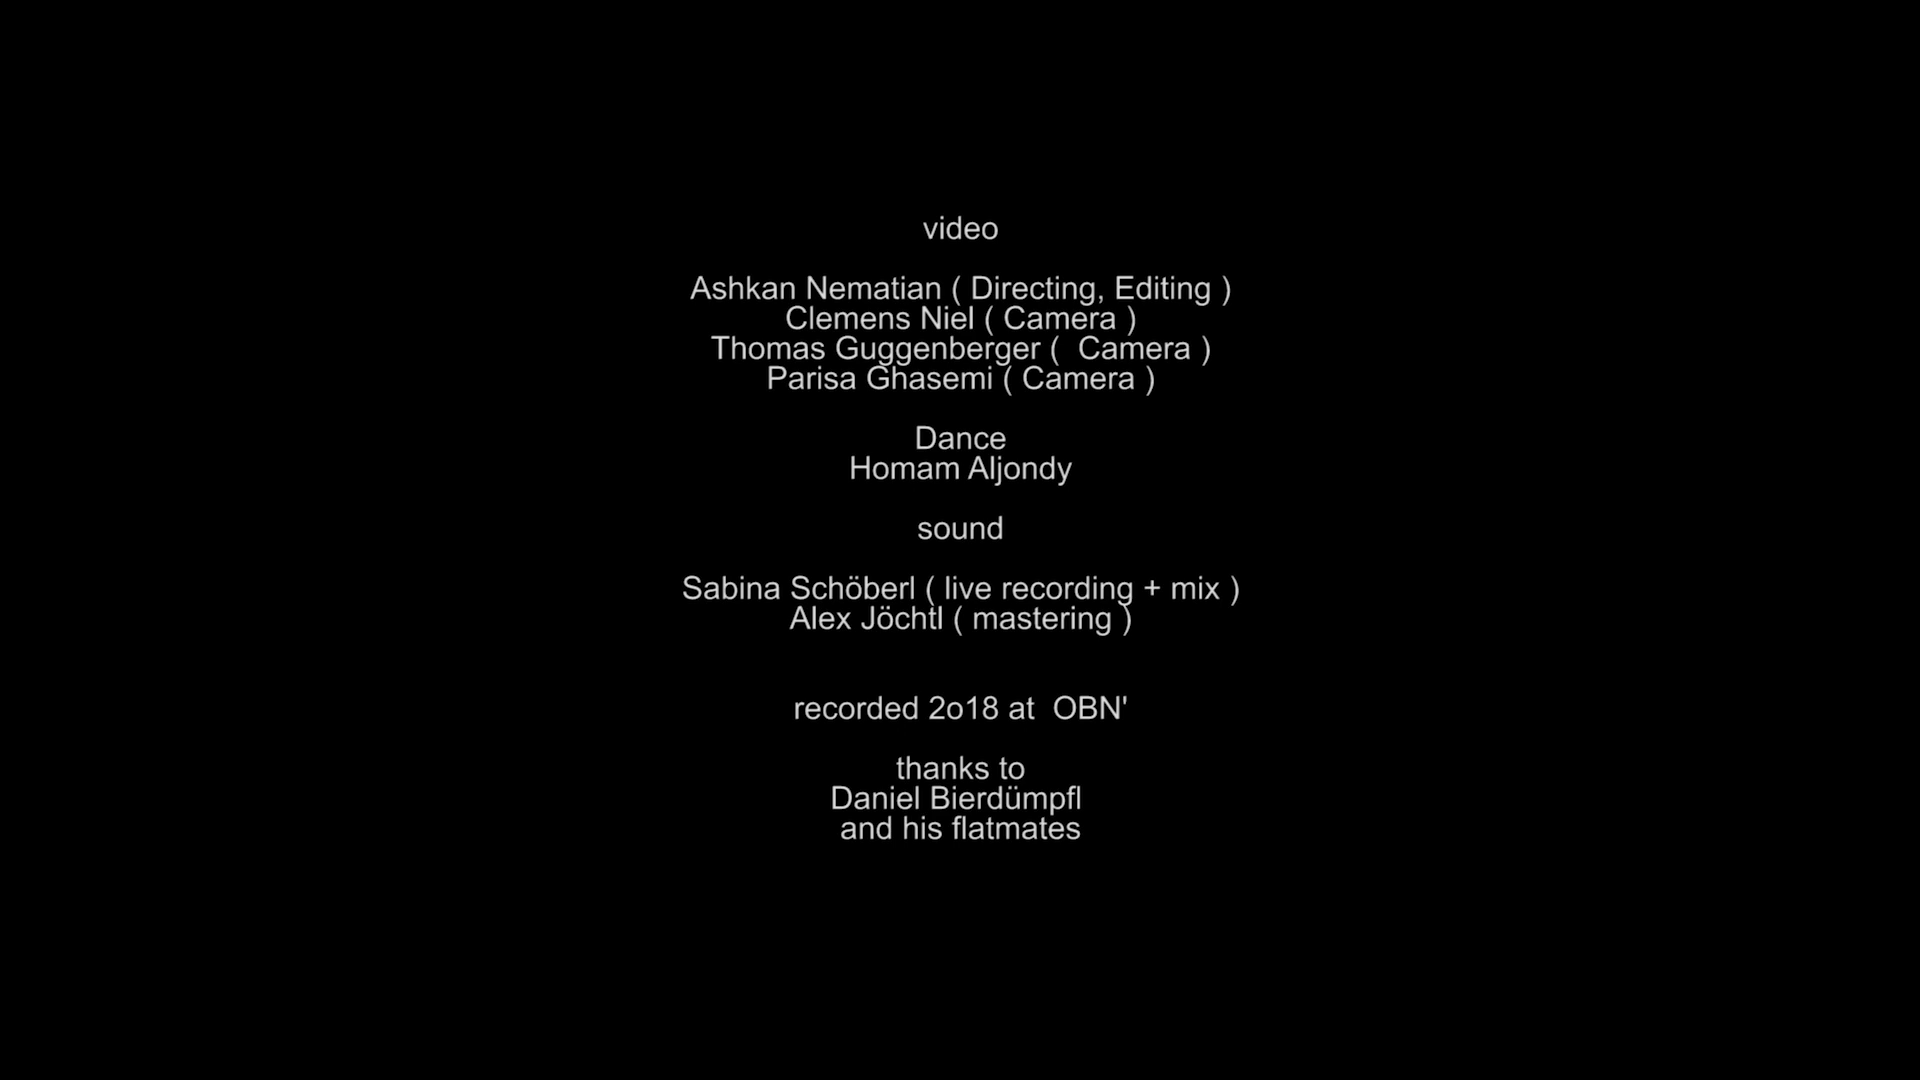 video
Ashkan Nematian ( Directing, Editing )
Clemens Niel ( Camera )
Thomas Guggenberger (  Camera )
Parisa Ghasemi ( Camera )
Dance
Homam Aljondy
sound
Sabina Schöberl ( live recording + mix )
Alex Jöchtl ( mastering )
recorded 2o18 at  OBN'
thanks to
Daniel Bierdümpfl
and his flatmates